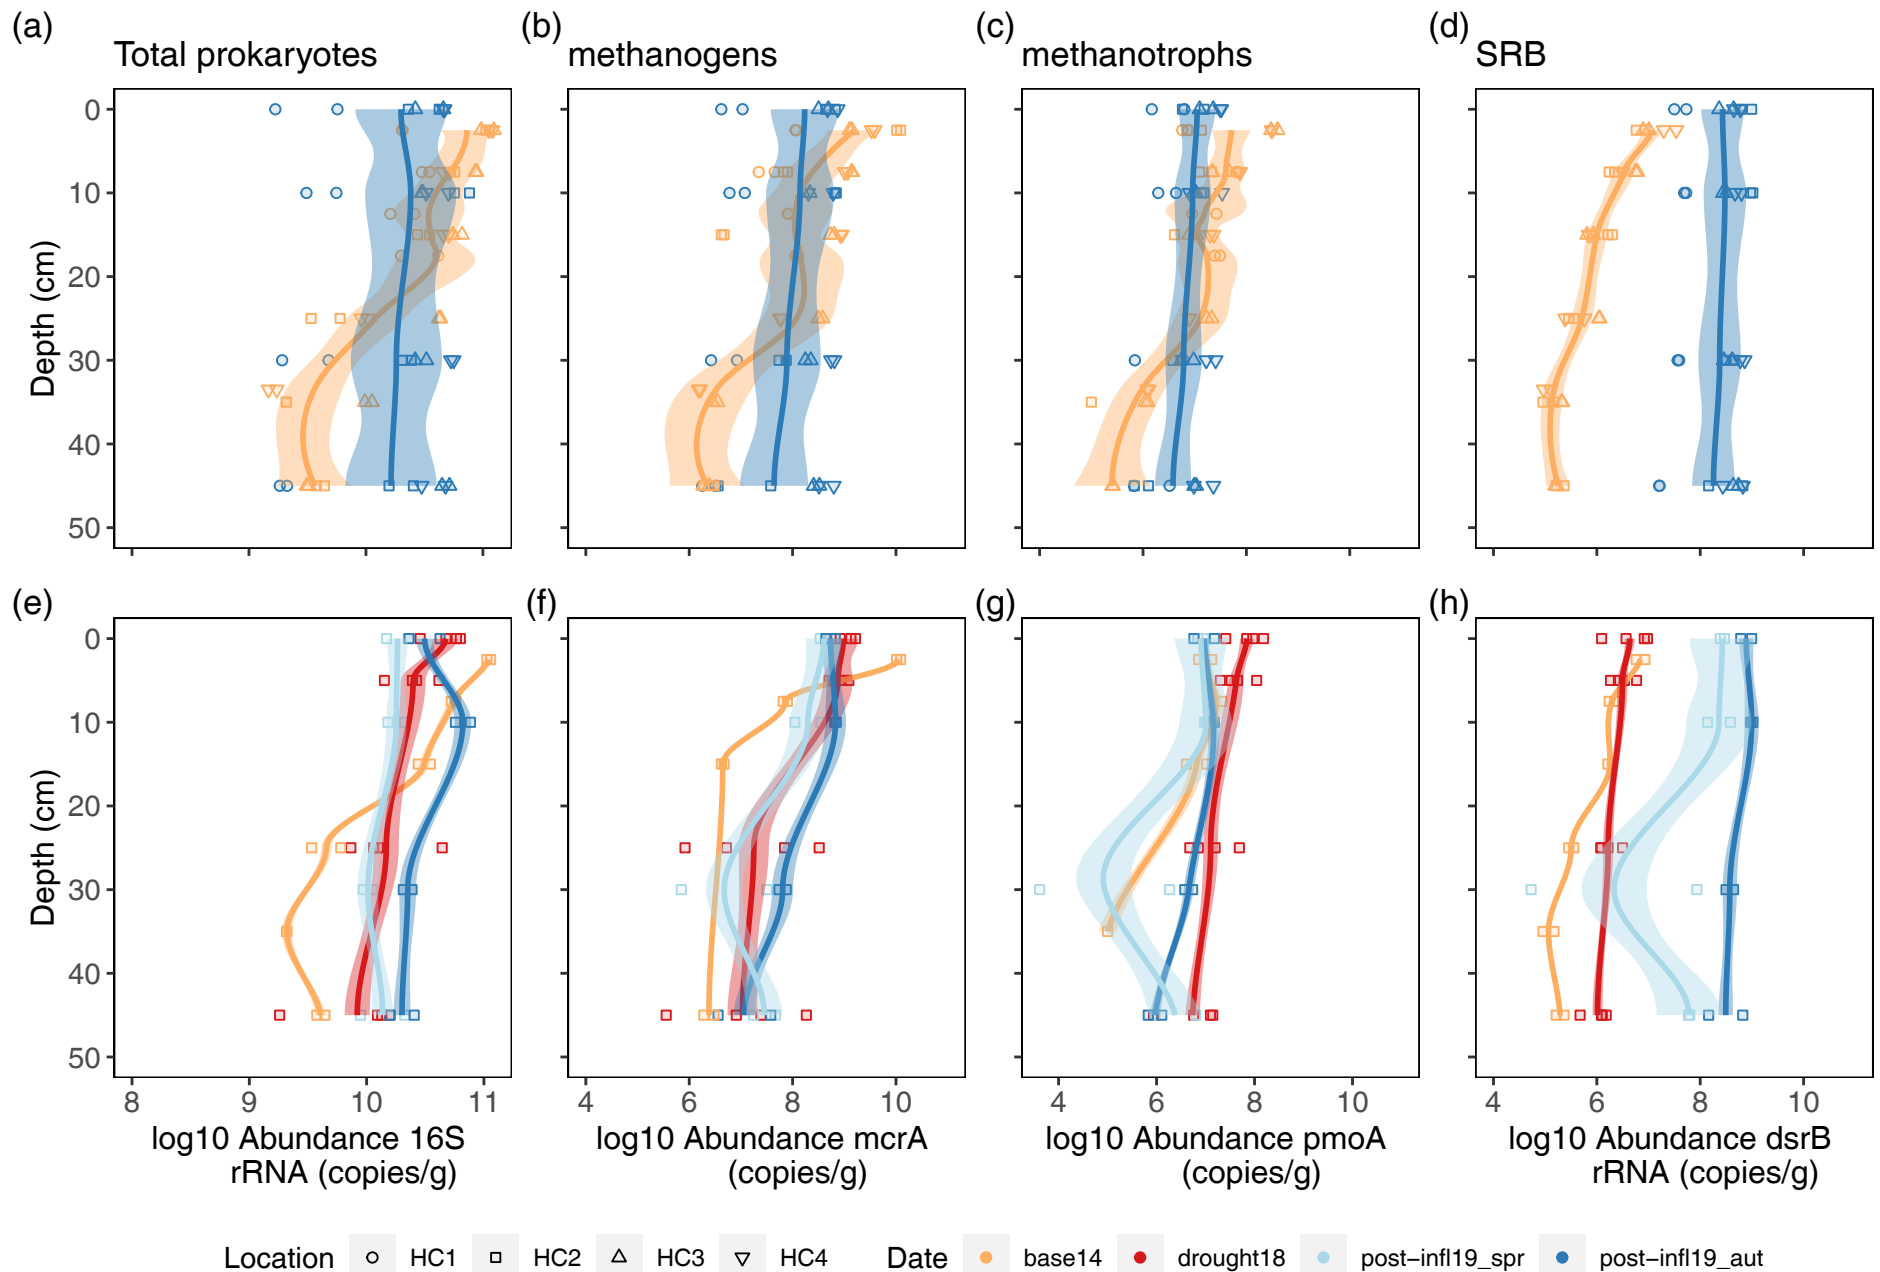 (a) (b) (c) (d)
Total prokaryotes methanogens methanotrophs SRB
0
10
20
30
40
50
Depth (cm)
(e) (f) (g) (h)
0
10
20
30
40
50
Depth (cm)
8 9 10 11 4 6 8 10 4 6 8 10 4 6 8 10
log10 Abundance 16S log10 Abundance mcrA log10 Abundance pmoA log10 Abundance dsrB
rRNA (copies/g) (copies/g) (copies/g) rRNA (copies/g)
Location HC1 HC2 HC3 HC4 Date base14 drought18 post-infl19_spr post-infl19_aut